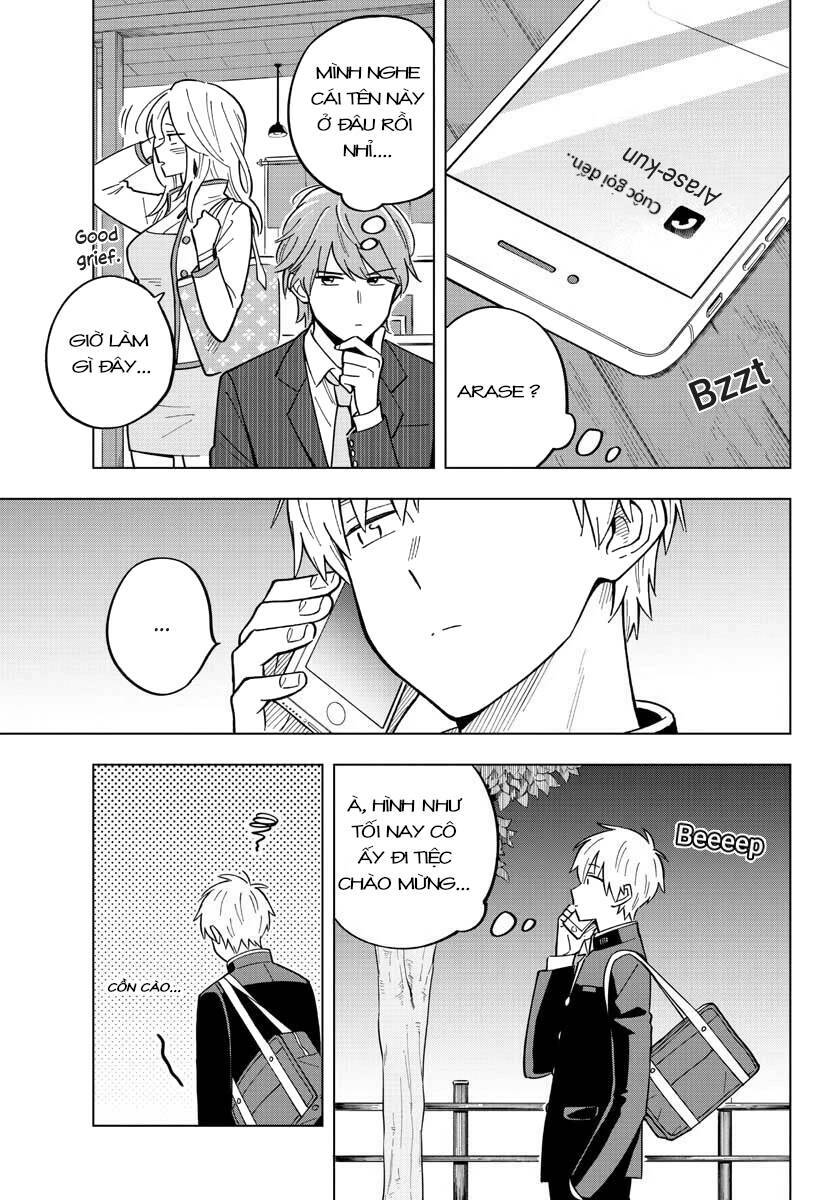 Cuộc gọi đến..
Arase-kun
Bzzt
ARASE ?
MÌNH NGHE
CÁI TÊN NÀY
Ở ĐÂU RỒI
NHỈ....
Good
grief.
GIỜ LÀM
GÌ ĐÂY...
...
Beeeep
À, HÌNH NHƯ
TỐI NAY CÔ
ẤY ĐI TIỆC
CHÀO MỪNG...
CỒN CÀO...